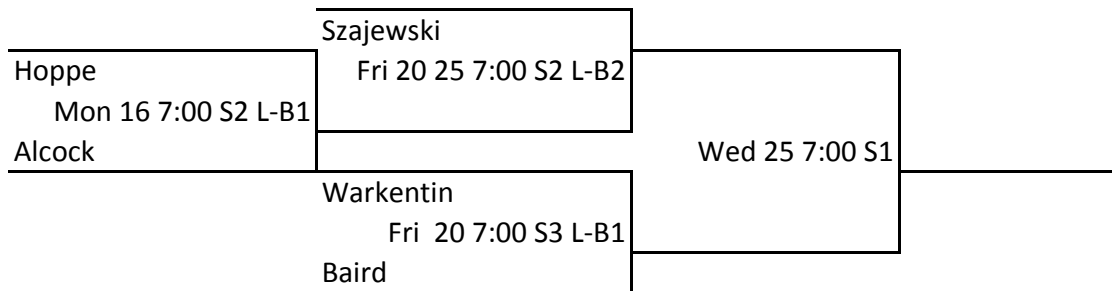 Szajewski
Hoppe
Fri 20 25 7:00 S2 L-B2
Mon 16 7:00 S2 L-B1
Alcock
Wed 25 7:00 S1
Warkentin
Fri  20 7:00 S3 L-B1
Baird